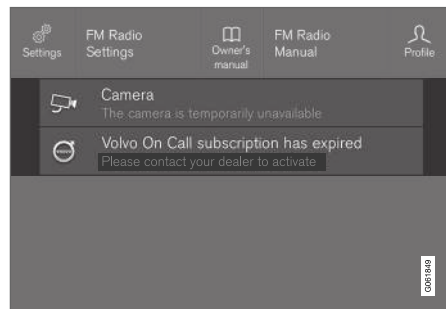 Settings
FM Radio
Settings
Owner's
manual
FM Radio
Manual
Profile
Camera
The camera is temporarily unavailable
Volvo On Call subscription has expired
Please contact your dealer to activate
G061849